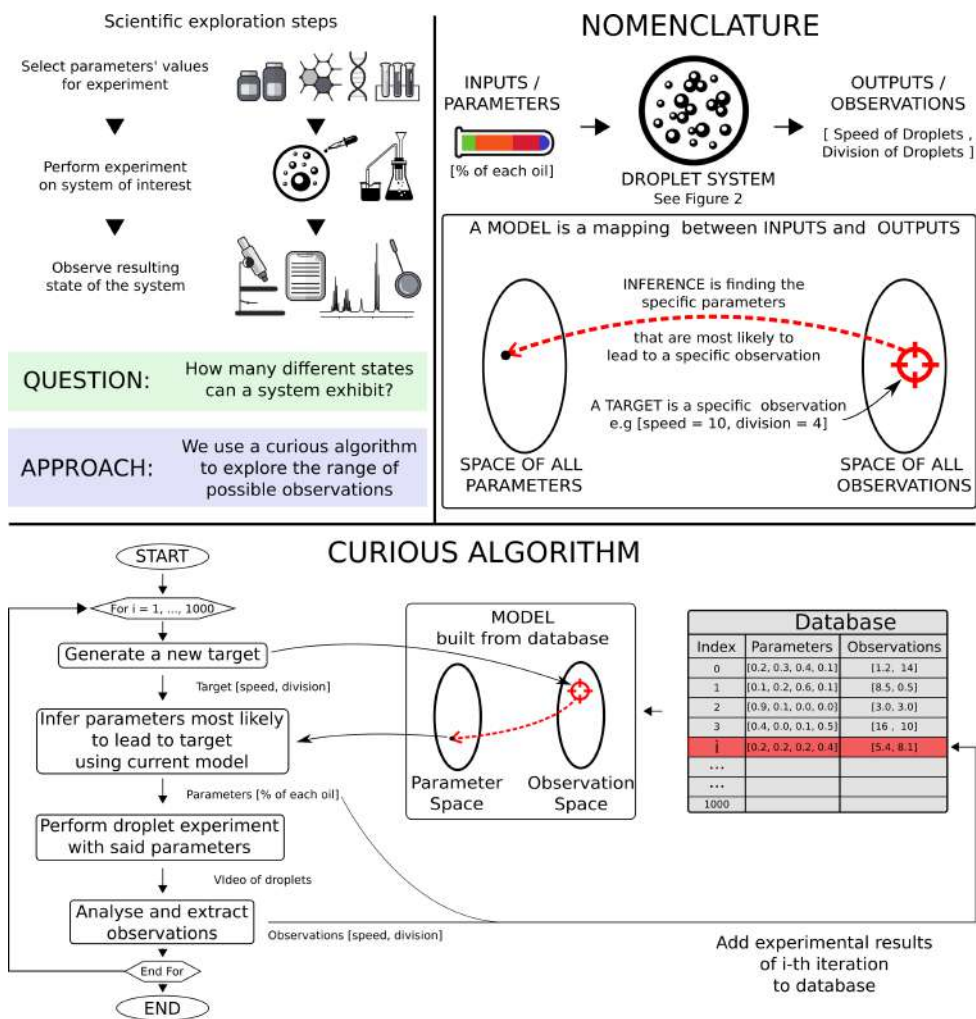 Scientific exploration steps
Select parameters' values
for experiment
Perform experiment
on system of interest
Observe resulting
state of the system
QUESTION:
How many different states
can a system exhibit?
APPROACH:
We use a curious algorithm
to explore the range of
possible observations
NOMENCLATURE
INPUTS /
PARAMETERS
[% of each oil]
DROPLET SYSTEM
See Figure 2
OUTPUTS /
OBSERVATIONS
[ Speed of Droplets ,
Division of Droplets ]
A MODEL is a mapping between INPUTS and OUTPUTS
INFERENCE is finding the
specific parameters
that are most likely to
lead to a specific observation
A TARGET is a specific observation
e.g [speed = 10, division = 4]
SPACE OF ALL
PARAMETERS
SPACE OF ALL
OBSERVATIONS
CURIOUS ALGORITHM
START
For i = 1, ..., 1000
Generate a new target
Target [speed, division]
Infer parameters most likely
to lead to target
using current model
Parameters [% of each oil]
Perform droplet experiment
with said parameters
Video of droplets
Analyse and extract
observations
Observations [speed, division]
End For
END
MODEL
built from database
Parameter
Space
Observation
Space
Database
Index Parameters Observations
0 [0.2, 0.3, 0.4, 0.1] [1.2, 14]
1 [0.1, 0.2, 0.6, 0.1] [8.5, 0.5]
2 [0.9, 0.1, 0.0, 0.0] [3.0, 3.0]
3 [0.4, 0.0, 0.1, 0.5] [16 , 10]
i [0.2, 0.2, 0.2, 0.4] [5.4, 8.1]
...
...
1000
Add experimental results
of i-th iteration
to database